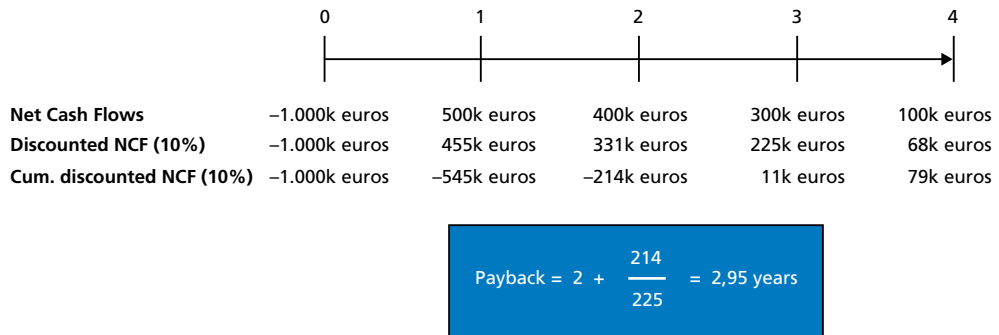 0 1 2 3 4
Net Cash Flows –1.000k euros 500k euros 400k euros 300k euros 100k euros
Discounted NCF (10%) –1.000k euros 455k euros 331k euros 225k euros 68k euros
Cum. discounted NCF (10%) –1.000k euros –545k euros –214k euros 11k euros 79k euros
214
Payback = 2 + = 2,95 years
225